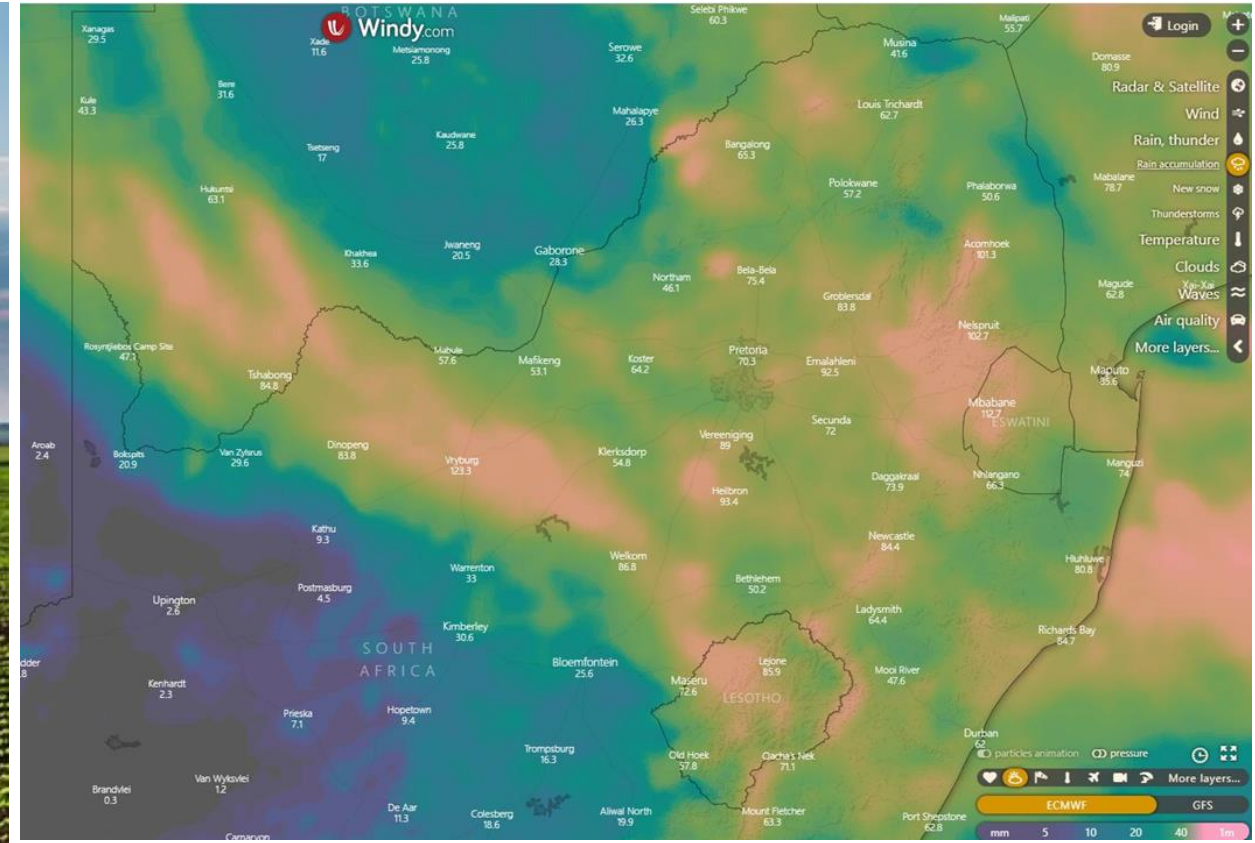 BOTSWANA
Windy.com
Login
Selebi Phikwe
60.3
Malipati
55.7
Xanagas
29.5
Xade
11.6
Metsiamonong
25.8
Serowe
32.6
Musina
41.6
Domasse
80.9
Radar & Satellite
Bere
31.6
Kule
43.3
Mahalapye
26.3
Louis Trichardt
62.7
Wind
Kaudwane
25.8
Tsetseng
17
Bangalong
65.3
Rain, thunder
Rain accumulation
Hukuntsi
63.1
Polokwane
57.2
Phalaborwa
50.6
Mabalane
78.7
New snow
Thunderstorms
Khakhea
33.6
Jwaneng
20.5
Gaborone
28.3
Acornhoek
101.3
Temperature
Northam
46.1
Bela-Bela
75.4
Clouds
Groblersdal
83.8
Magude
62.8
Xai-Xai
Waves
Nelspruit
102.7
Air quality
Rosyntjiebos Camp Site
47.1
Mabule
57.6
Mafikeng
53.1
Koster
64.2
Pretoria
70.3
Emalahleni
92.5
More layers...
Tshabong
84.8
Maputo
35.6
Mbabane
112.7
ESWATINI
Secunda
72
Aroab
2.4
Bokspits
20.9
Van Zylsrus
29.6
Dinopeng
83.8
Vryburg
123.3
Klerksdorp
54.8
Vereeniging
89
Daggakraal
73.9
Nhlangano
66.3
Manguzi
74
Heilbron
93.4
Kathu
9.3
Newcastle
84.4
Warrenton
33
Welkom
86.8
Bethlehem
50.2
Hluhluwe
80.8
Postmasburg
4.5
Upington
2.6
Ladysmith
64.4
Kimberley
30.6
Richards Bay
84.7
SOUTH
AFRICA
Bloemfontein
25.6
Lejone
85.9
Mooi River
47.6
Kenhardt
2.3
Maseru
72.6
LESOTHO
Prieska
7.1
Hopetown
9.4
Durban
62
Trompsburg
16.3
Old Hoek
57.8
Qacha's Nek
71.1
particles animation
pressure
Brandvlei
0.3
Van Wyksvlei
1.2
More layers...
De Aar
11.3
Colesberg
18.6
Aliwal North
19.9
Mount Fletcher
63.3
Port Shepstone
62.8
ECMWF
GFS
Carnarvon
mm 5 10 20 40 1m